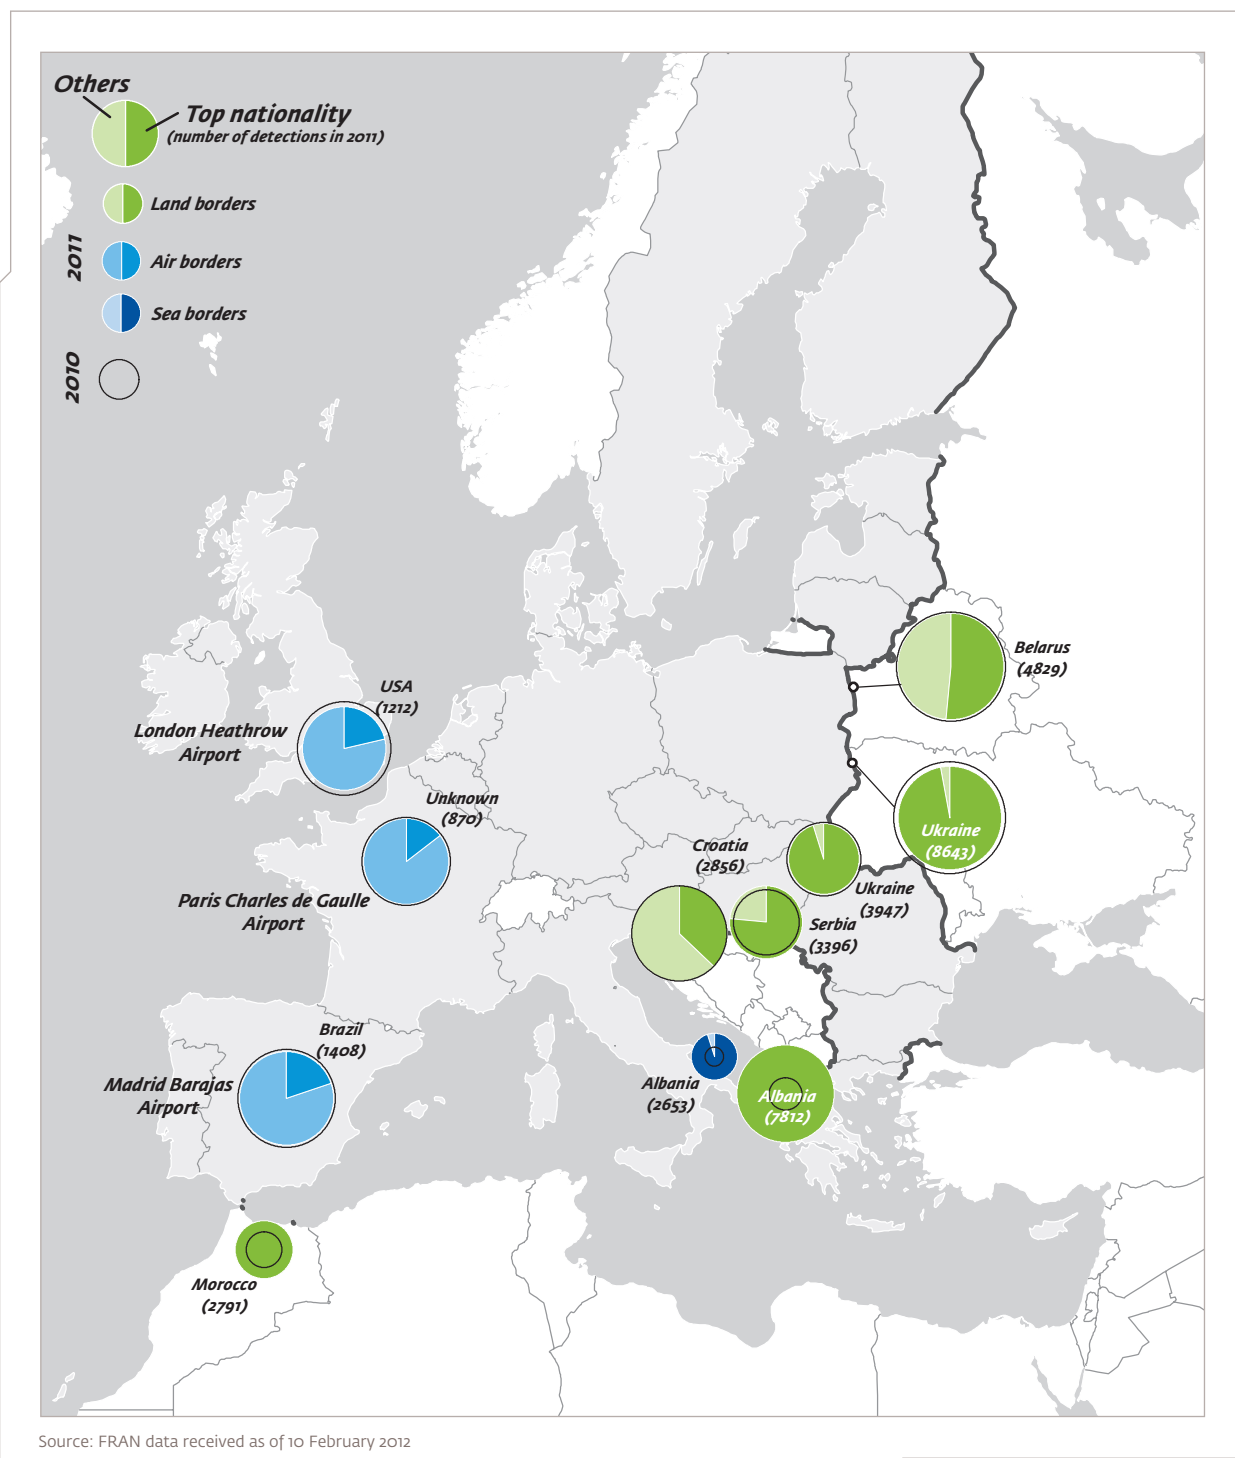 Others
Top nationality
(number of detections in 2011)
Land borders
2011
Air borders
Sea borders
2010
Belarus
(4829)
USA
(1212)
London Heathrow
Airport
Unknown
(870)
Ukraine
(8643)
Croatia
(2856)
Paris Charles de Gaulle
Airport
Ukraine
(3947)
Serbia
(3396)
Brazil
(1408)
Madrid Barajas
Airport
Albania
(2653)
Albania
(7812)
Morocco
(2791)
Source: FRAN data received as of 10 February 2012